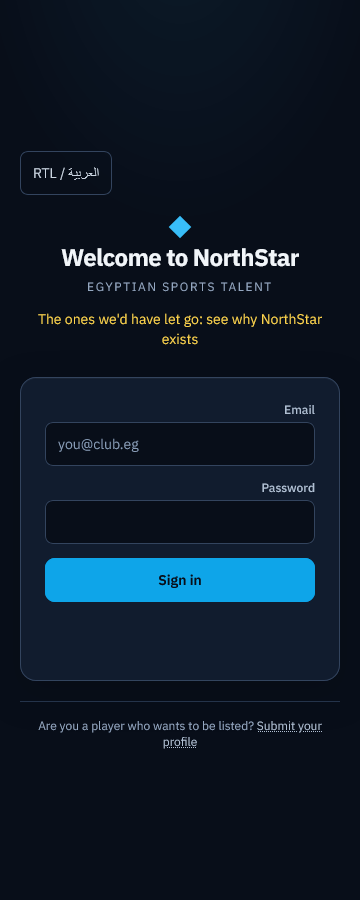 RTL / العربية
Welcome to NorthStar
EGYPTIAN SPORTS TALENT
The ones we'd have let go: see why NorthStar
exists
Email
you@club.eg
Password
Sign in
Are you a player who wants to be listed? Submit your
profile